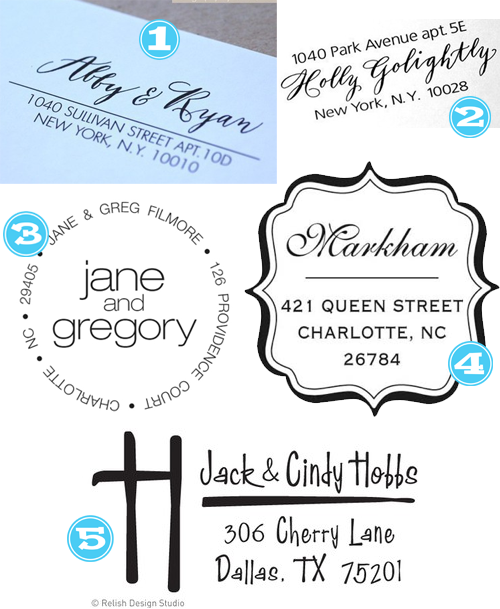 1
Abby & Ryan
1040 SULLIVAN STREET APT. 10D
NEW YORK, N.Y. 10010
2
1040 Park Avenue apt. 5E
Holly Golightly
New York, N.Y. 10028
3
JANE & GREG FILMORE • 126 PROVIDENCE COURT • CHARLOTTE • NC • 29405 •
jane
and
gregory
4
Markham
421 QUEEN STREET
CHARLOTTE, NC
26784
5
H
Jack & Cindy Hobbs
306 Cherry Lane
Dallas, TX 75201
© Relish Design Studio